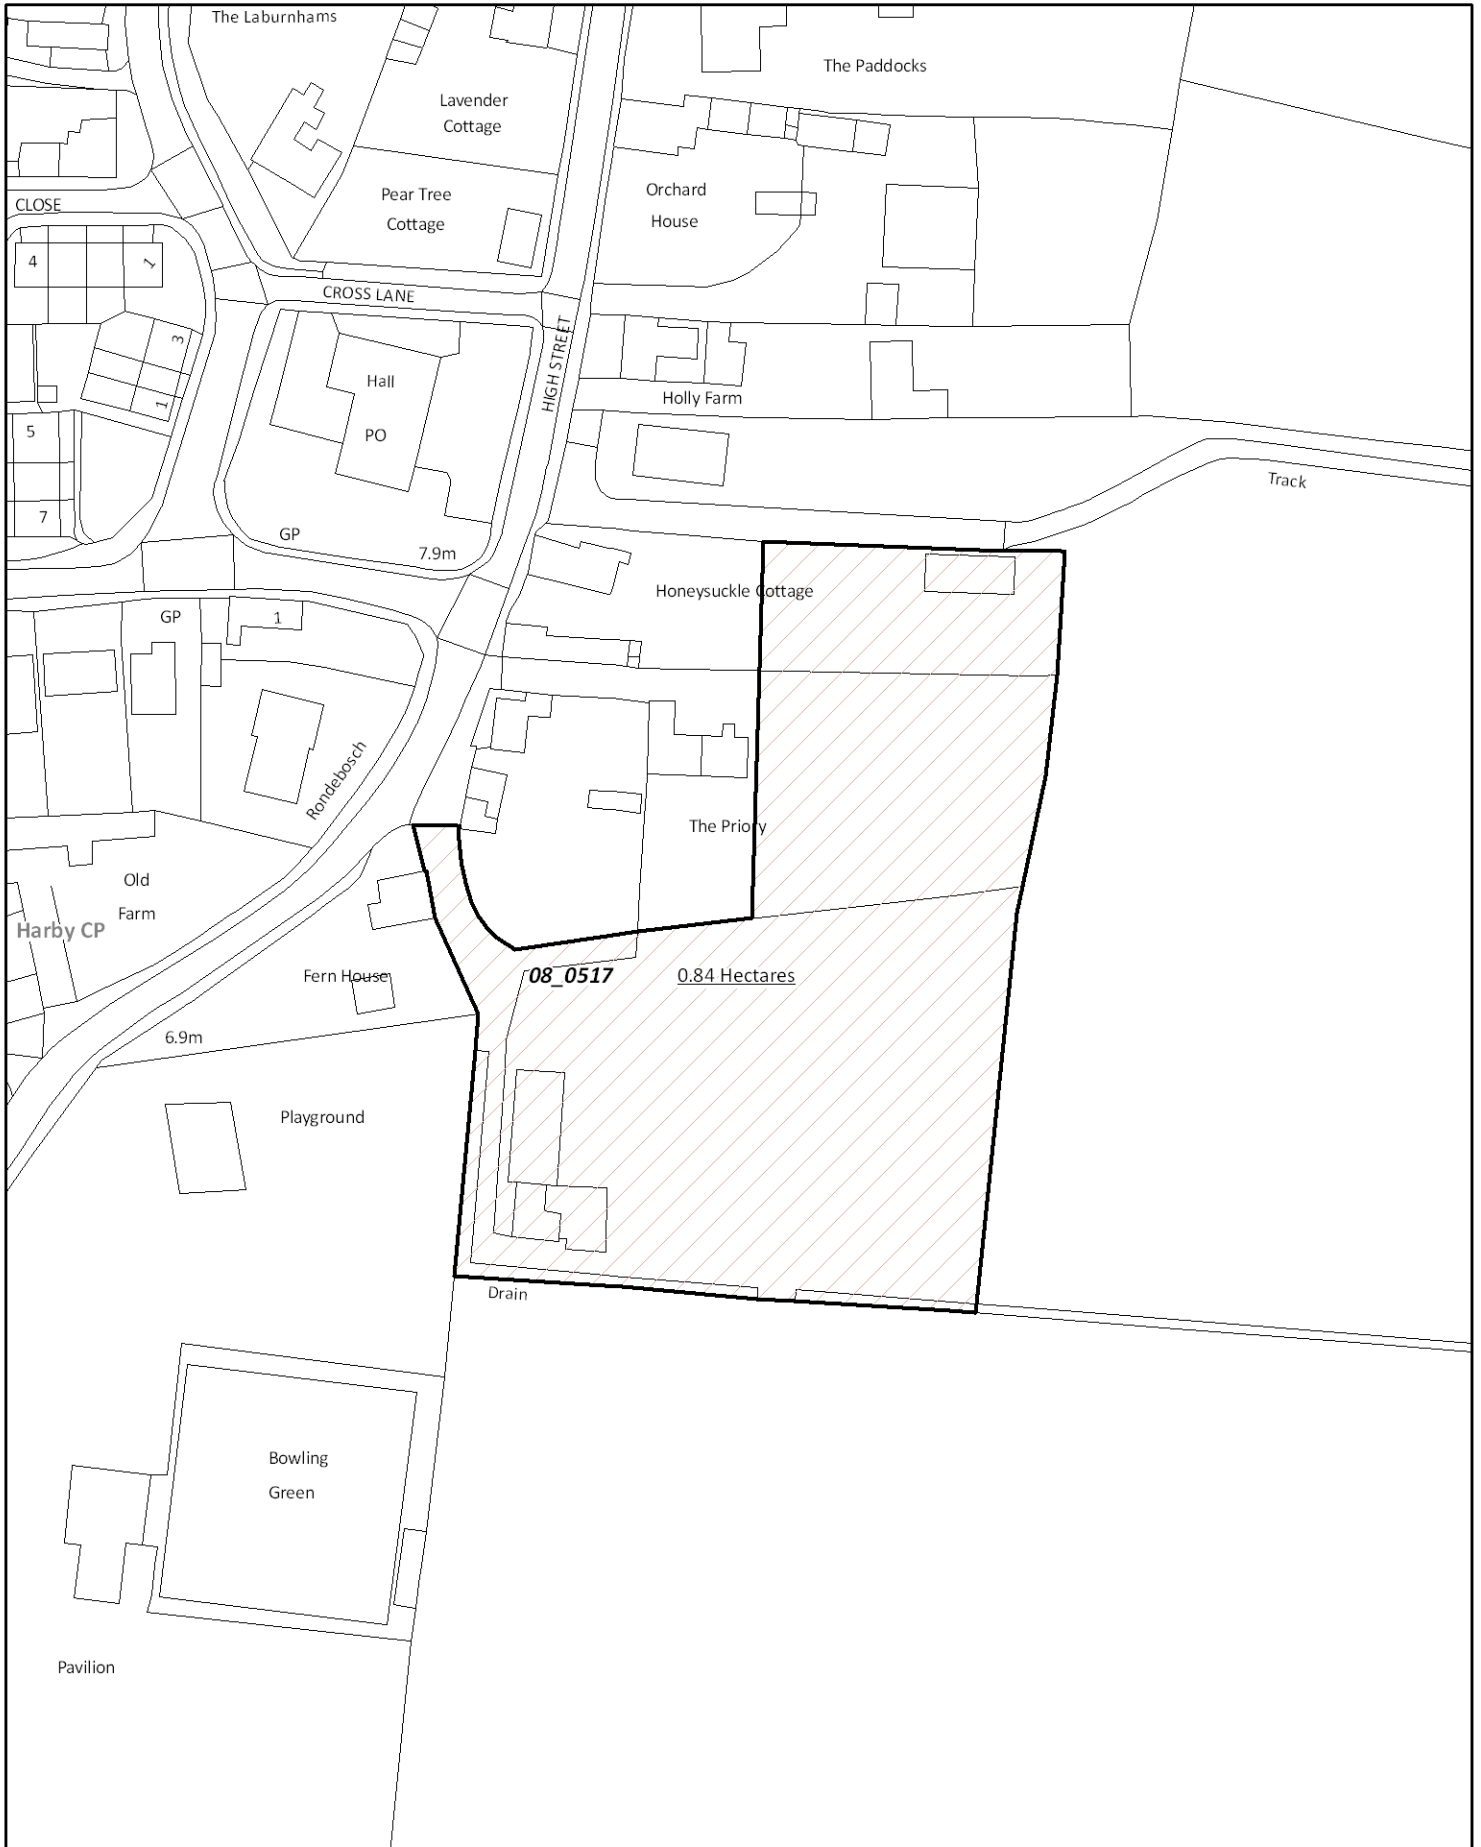 The Laburnhams
The Paddocks
Lavender
Cottage
Pear Tree
Cottage
Orchard
House
CLOSE
4
1
CROSS LANE
HIGH STREET
3
1
Hall
PO
Holly Farm
5
7
Track
GP
7.9m
Honeysuckle Cottage
GP
1
Rondebosch
The Priory
Old
Farm
Harby CP
Fern House
08_0517
0.84 Hectares
6.9m
Playground
Drain
Bowling
Green
Pavilion